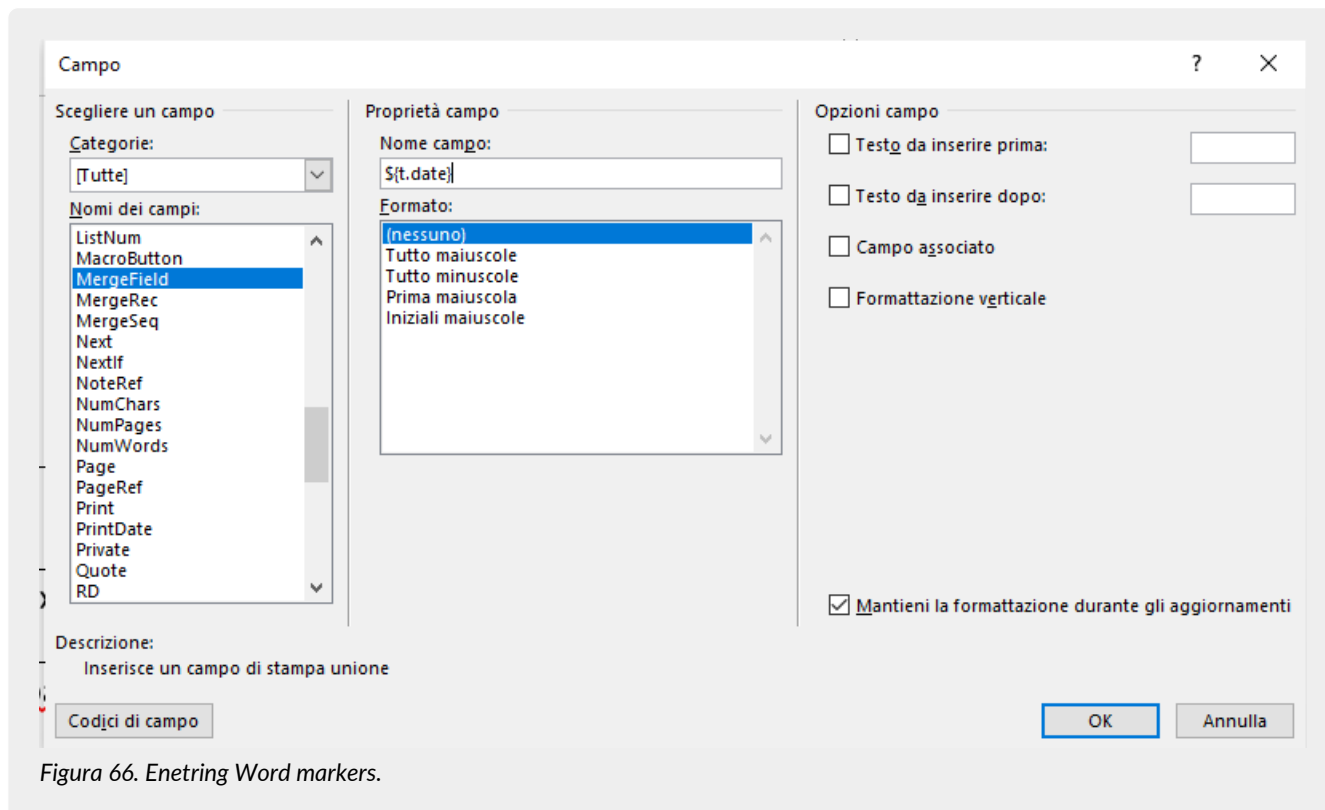 Campo
Scegliere un campo
Categorie:
[Tutte]
Nomi dei campi:
ListNum
MacroButton
MergeField
MergeRec
MergeSeq
Next
NextIf
NoteRef
NumChars
NumPages
NumWords
Page
PageRef
Print
PrintDate
Private
Quote
RD
Proprietà campo
Nome campo:
${t.date}
Formato:
(nessuno)
Tutto maiuscole
Tutto minuscole
Prima maiuscola
Iniziali maiuscole
Opzioni campo
Testo da inserire prima:
Testo da inserire dopo:
Campo associato
Formattazione verticale
Mantieni la formattazione durante gli aggiornamenti
Descrizione:
Inserisce un campo di stampa unione
Codici di campo
OK
Annulla
Figura 66. Enetring Word markers.